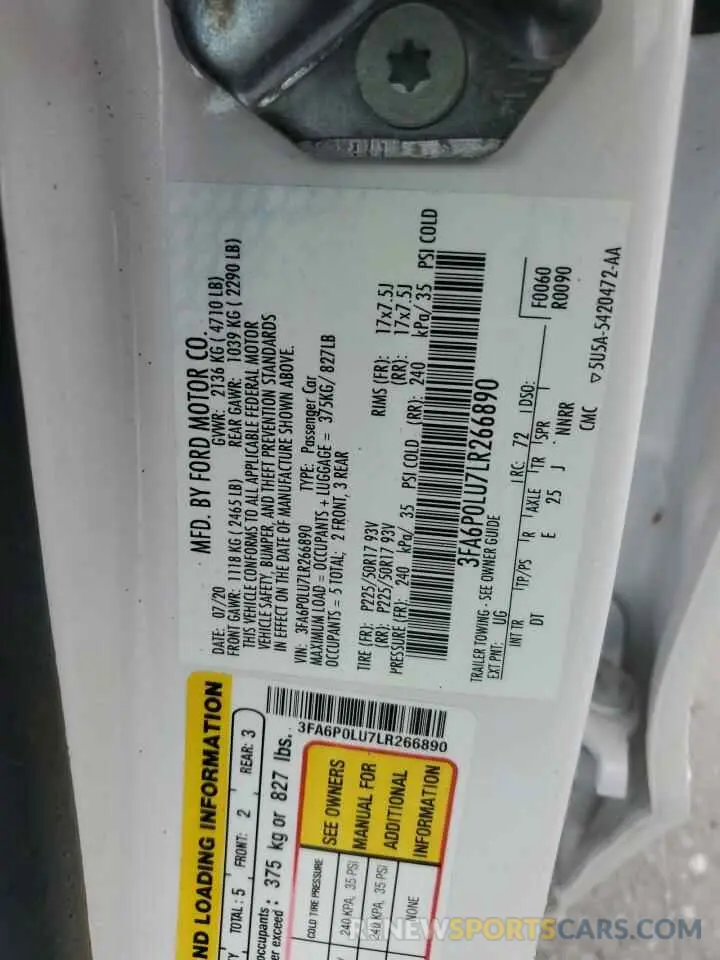 MFD. BY FORD MOTOR CO.
DATE: 07/20 GVWR: 2136 KG ( 4710 LB)
FRONT GAWR: 1118 KG ( 2465 LB) REAR GAWR: 1039 KG ( 2290 LB)
THIS VEHICLE CONFORMS TO ALL APPLICABLE FEDERAL MOTOR
VEHICLE SAFETY, BUMPER, AND THEFT PREVENTION STANDARDS
IN EFFECT ON THE DATE OF MANUFACTURE SHOWN ABOVE.
VIN: 3FA6P0LU7LR266890 TYPE: Passenger Car
MAXIMUM LOAD = OCCUPANTS + LUGGAGE = 375KG/ 827LB
OCCUPANTS = 5 TOTAL; 2 FRONT, 3 REAR
TIRE (FR): P225/50R17 93V RIMS (FR): 17x7.5J
(RR): P225/50R17 93V (RR): 17x7.5J
PRESSURE (FR): 240 kPa/ 35 PSI COLD (RR): 240 kPa/ 35 PSI COLD
3FA6P0LU7LR266890
TRAILER TOWING - SEE OWNER GUIDE
EXT PNT: UG RC: 72 DSO: F0060
R0090
INT TR TP/PS R AXLE TR SPR
DT E 25 J NNRR
CMC ▽5U5A-5420472-AA
ND LOADING INFORMATION
TOTAL: 5 FRONT: 2 REAR: 3
occupants
er exceed : 375 kg or 827 lbs.
3FA6P0LU7LR266890
COLD TIRE PRESSURE
240 KPA, 35 PSI
240 KPA, 35 PSI
NONE
SEE OWNERS
MANUAL FOR
ADDITIONAL
INFORMATION
RENEWSPORTSCARS.COM